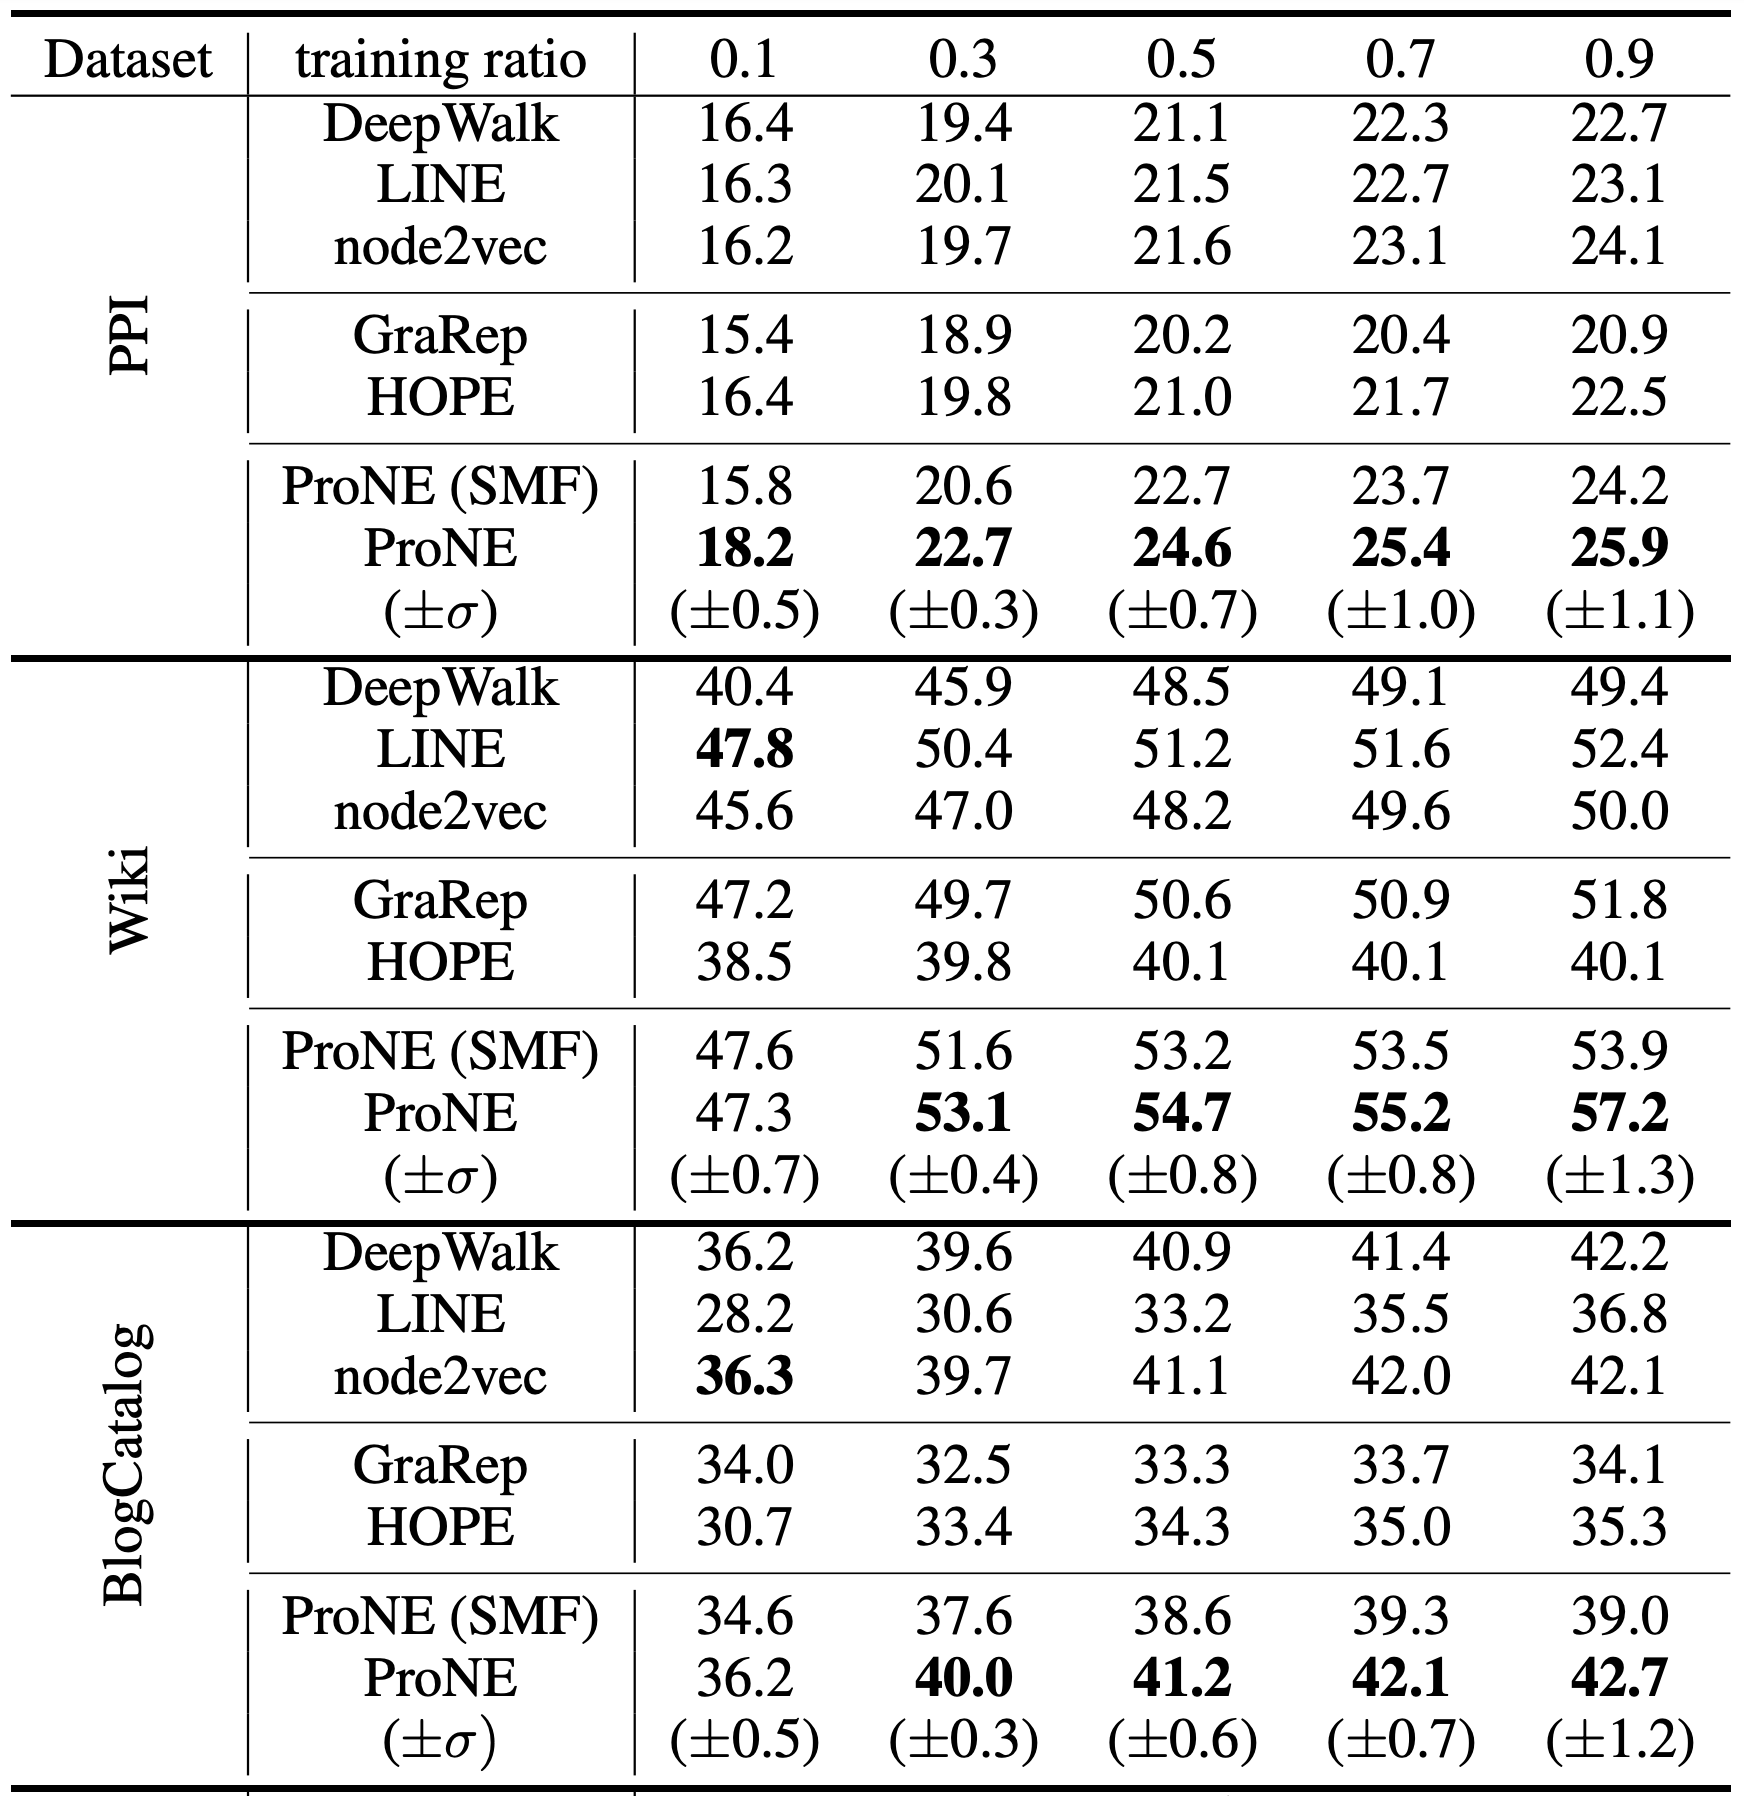 Dataset training ratio 0.1 0.3 0.5 0.7 0.9
PPI
DeepWalk 16.4 19.4 21.1 22.3 22.7
LINE 16.3 20.1 21.5 22.7 23.1
node2vec 16.2 19.7 21.6 23.1 24.1
GraRep 15.4 18.9 20.2 20.4 20.9
HOPE 16.4 19.8 21.0 21.7 22.5
ProNE (SMF) 15.8 20.6 22.7 23.7 24.2
ProNE 18.2 22.7 24.6 25.4 25.9
(±σ) (±0.5) (±0.3) (±0.7) (±1.0) (±1.1)
Wiki
DeepWalk 40.4 45.9 48.5 49.1 49.4
LINE 47.8 50.4 51.2 51.6 52.4
node2vec 45.6 47.0 48.2 49.6 50.0
GraRep 47.2 49.7 50.6 50.9 51.8
HOPE 38.5 39.8 40.1 40.1 40.1
ProNE (SMF) 47.6 51.6 53.2 53.5 53.9
ProNE 47.3 53.1 54.7 55.2 57.2
(±σ) (±0.7) (±0.4) (±0.8) (±0.8) (±1.3)
BlogCatalog
DeepWalk 36.2 39.6 40.9 41.4 42.2
LINE 28.2 30.6 33.2 35.5 36.8
node2vec 36.3 39.7 41.1 42.0 42.1
GraRep 34.0 32.5 33.3 33.7 34.1
HOPE 30.7 33.4 34.3 35.0 35.3
ProNE (SMF) 34.6 37.6 38.6 39.3 39.0
ProNE 36.2 40.0 41.2 42.1 42.7
(±σ) (±0.5) (±0.3) (±0.6) (±0.7) (±1.2)